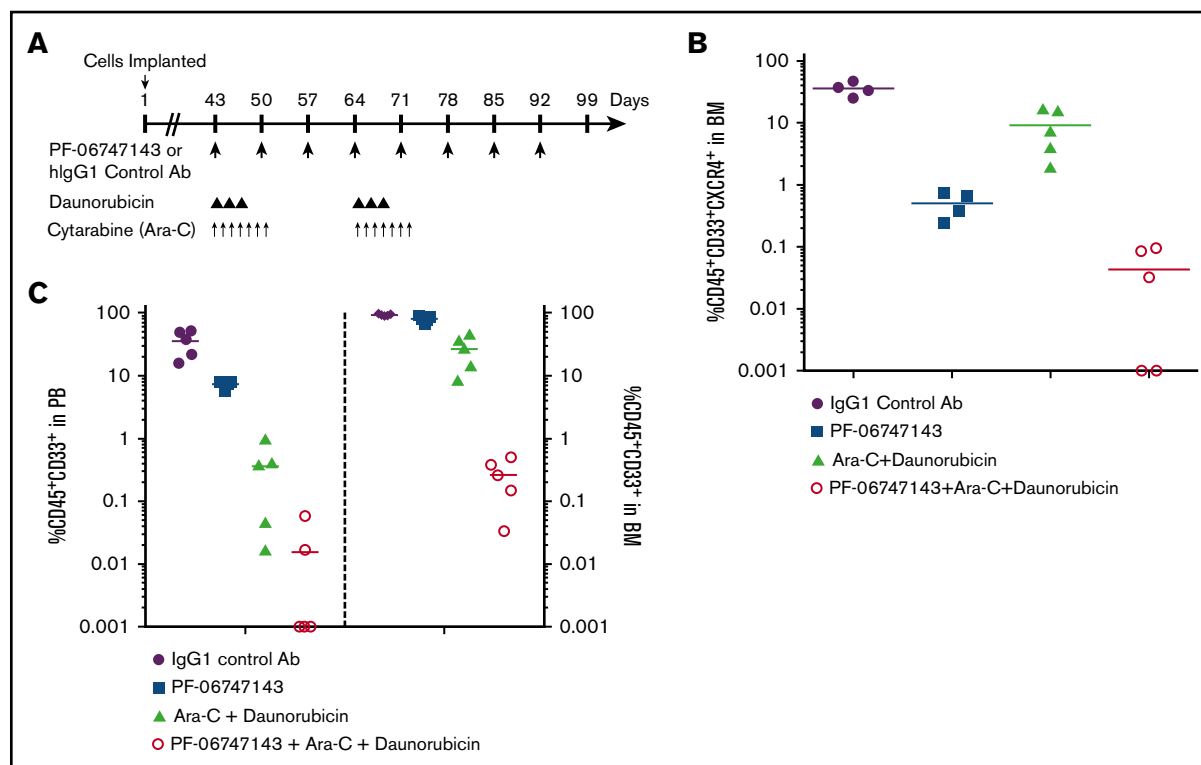 A
Cells Implanted
1 43 50 57 64 71 78 85 92 99 Days
PF-06747143 or
hIgG1 Control Ab
Daunorubicin
Cytarabine (Ara-C)
B
%CD45+CD33+CXCR4+ in BM
100
10
1
0.1
0.01
0.001
IgG1 Control Ab
PF-06747143
Ara-C+Daunorubicin
PF-06747143+Ara-C+Daunorubicin
C
%CD45+CD33+ in PB
100
10
1
0.1
0.01
0.001
100
10
1
0.1
0.01
0.001
%CD45+CD33+ in BM
IgG1 control Ab
PF-06747143
Ara-C + Daunorubicin
PF-06747143 + Ara-C + Daunorubicin